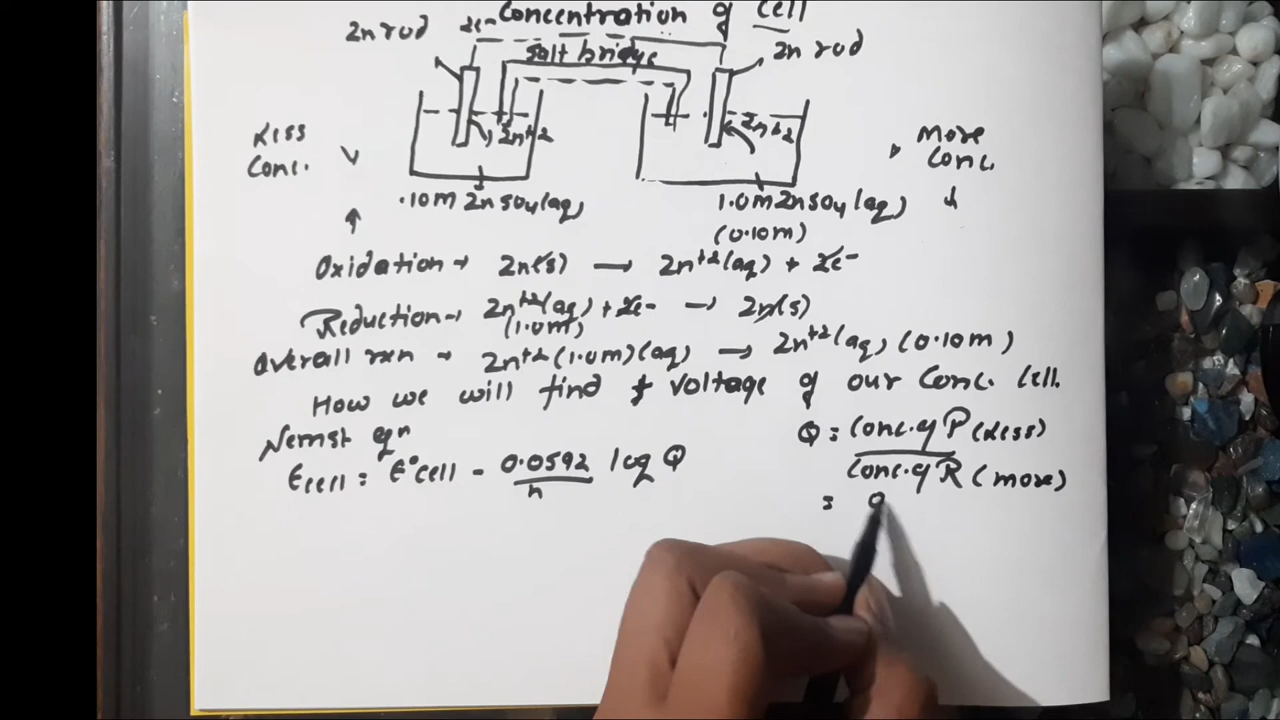 Concentration of Cell
Zn rod 2e- Zn rod
Salt bridge
Zn+2 Zn+2
Less Conc. More Conc.
.10m ZnSO4(aq) 1.0m ZnSO4(aq)
(0.10m)
Oxidation → Zn(s) → Zn+2(aq) + 2e-
Reduction → Zn+2(aq) + 2e- → Zn(s)
(1.0m)
Overall rxn → Zn+2(1.0m)(aq) → Zn+2(aq) (0.10m)
How we will find voltage of our Conc. Cell.
Nernst eqn
Ecell = E°cell - 0.0592/n log Q
Q = Conc. of P (Less)
Conc. of R (more)
= 0